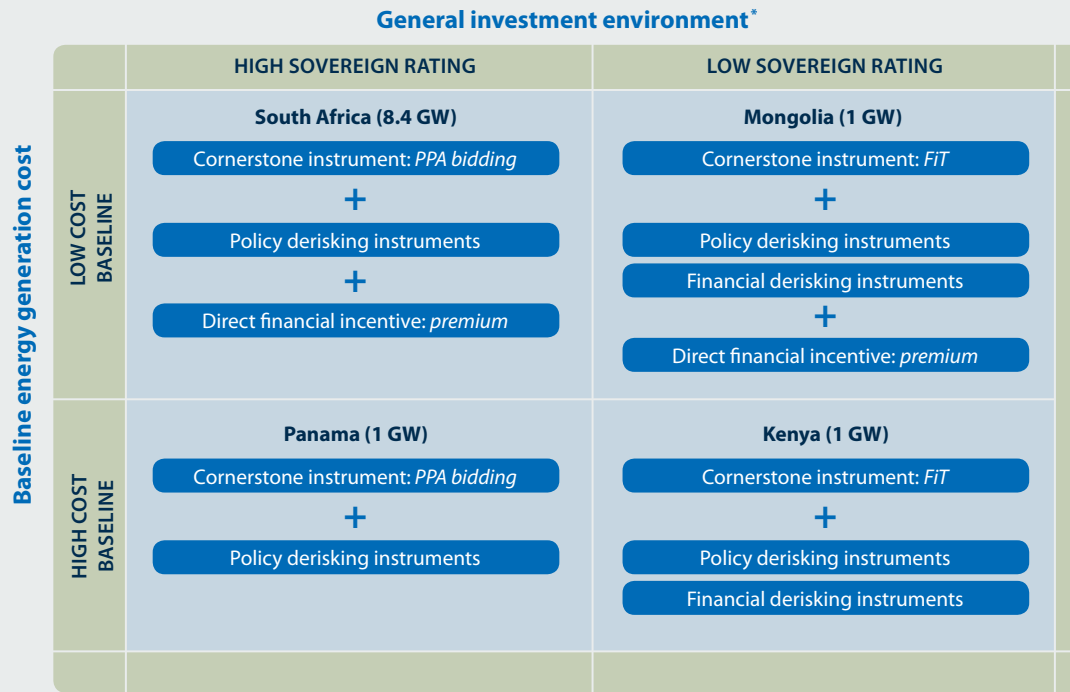 General investment environment*
HIGH SOVEREIGN RATING
LOW SOVEREIGN RATING
Baseline energy generation cost
LOW COST
BASELINE
South Africa (8.4 GW)
Cornerstone instrument: PPA bidding
+
Policy derisking instruments
+
Direct financial incentive: premium
Mongolia (1 GW)
Cornerstone instrument: FiT
+
Policy derisking instruments
Financial derisking instruments
+
Direct financial incentive: premium
HIGH COST
BASELINE
Panama (1 GW)
Cornerstone instrument: PPA bidding
+
Policy derisking instruments
Kenya (1 GW)
Cornerstone instrument: FiT
+
Policy derisking instruments
Financial derisking instruments